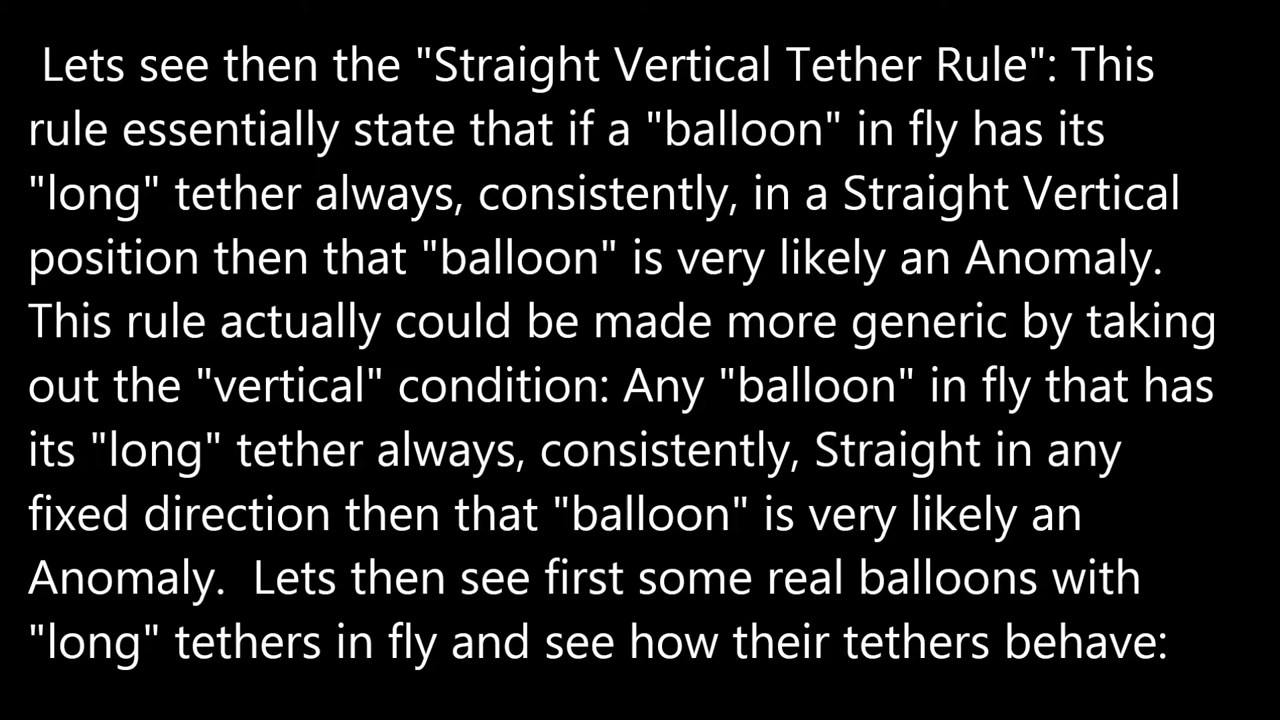 Lets see then the "Straight Vertical Tether Rule": This
rule essentially state that if a "balloon" in fly has its
"long" tether always, consistently, in a Straight Vertical
position then that "balloon" is very likely an Anomaly.
This rule actually could be made more generic by taking
out the "vertical" condition: Any "balloon" in fly that has
its "long" tether always, consistently, Straight in any
fixed direction then that "balloon" is very likely an
Anomaly.  Lets then see first some real balloons with
"long" tethers in fly and see how their tethers behave: